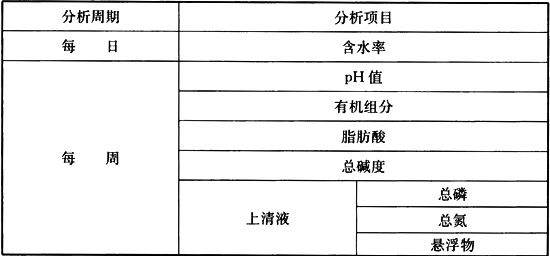 分析周期 分析项目
每 日 含水率
每 周 pH 值
有机组分
脂肪酸
总碱度
上清液 总磷
总氮
悬浮物